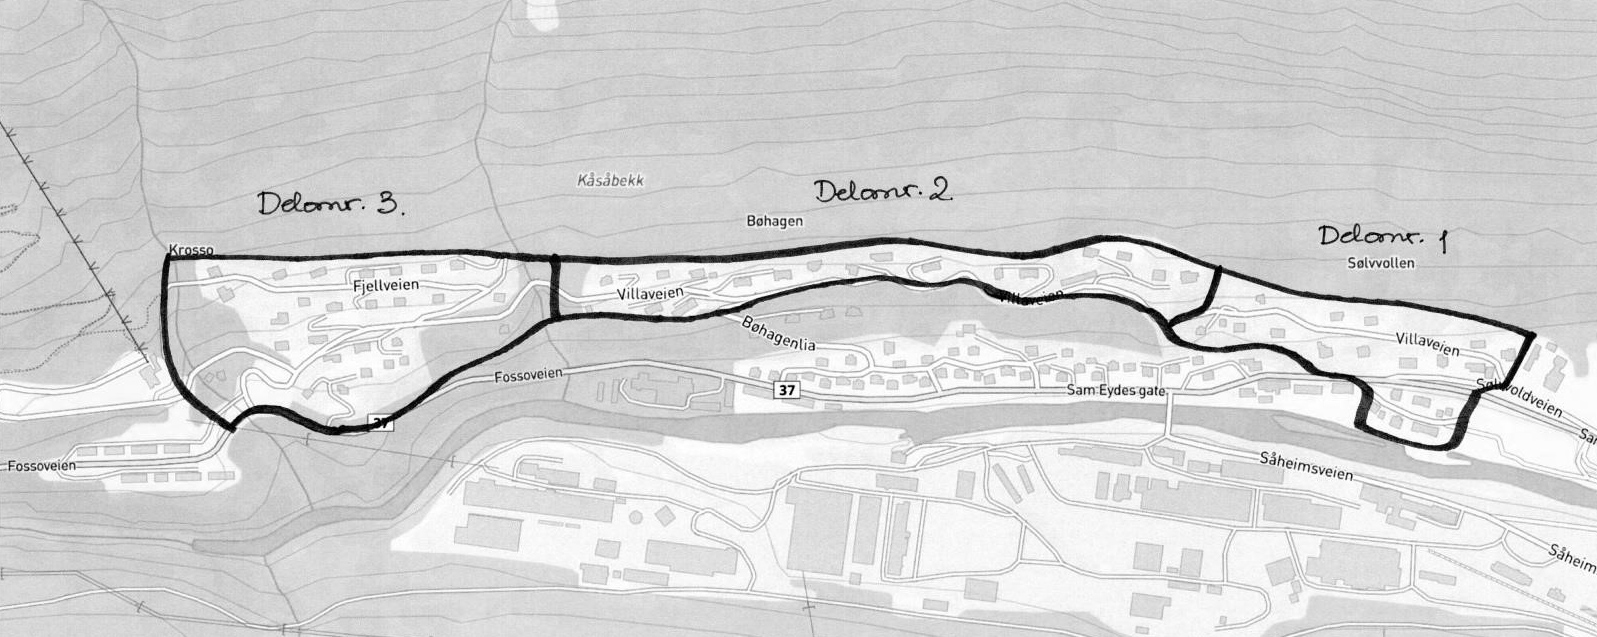 Kåsåbekk
Delomr. 2
Delomr. 3.
Bøhagen
Delomr. 1
Krosso
Sølvvollen
Fjellveien
Villaveien
Villaveien
Bøhagenlia
Villaveien
Fossoveien
37
Sam Eydes gate
Sølvvoldveien
37
Fossoveien
Såheimsveien